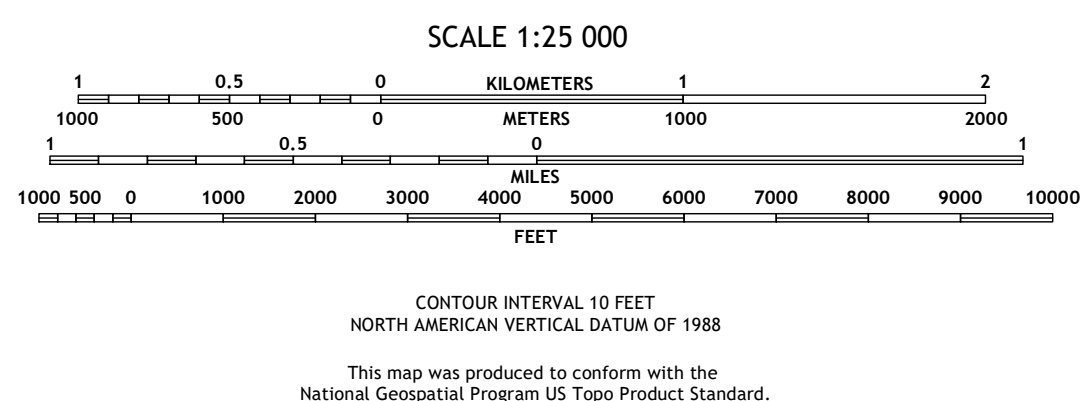 SCALE 1:25 000
1 0.5 0 KILOMETERS 1 2
1000 500 0 METERS 1000 2000
1 0.5 0 1
MILES
1000 500 0 1000 2000 3000 4000 5000 6000 7000 8000 9000 10000
FEET
CONTOUR INTERVAL 10 FEET
NORTH AMERICAN VERTICAL DATUM OF 1988
This map was produced to conform with the
National Geospatial Program US Topo Product Standard.